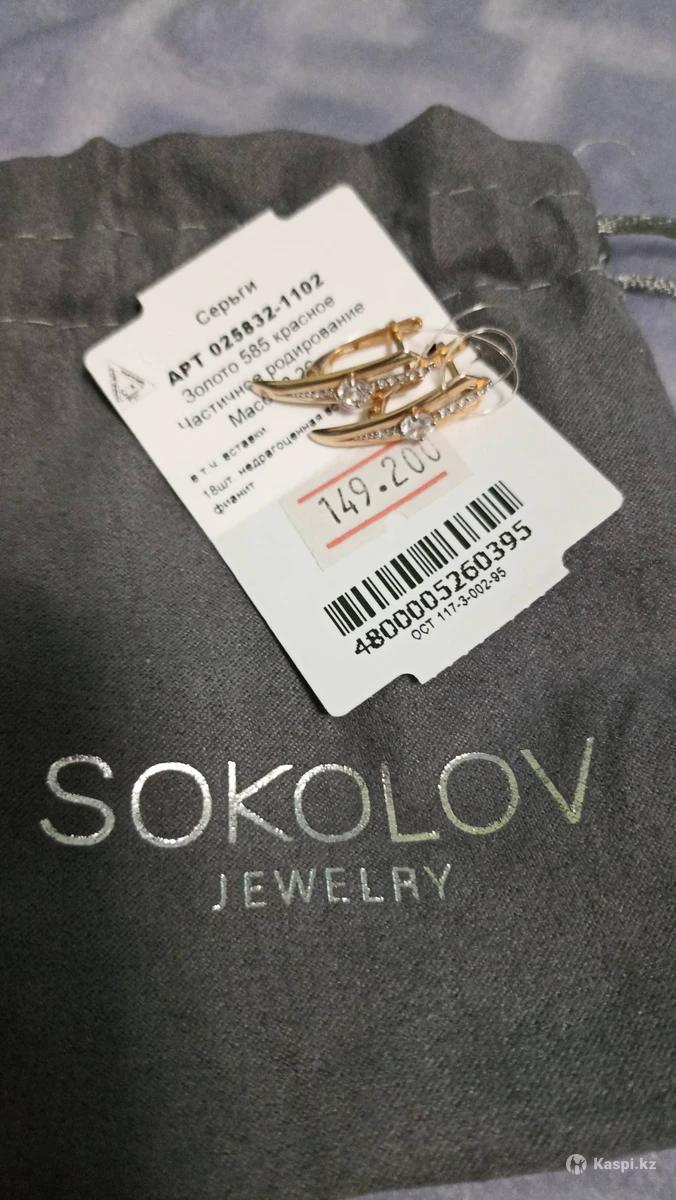 Серьги
АРТ 025832-1102
Золото 585 красное
Частичное родирование
в т.ч. вставки
18шт. недрагоценная
фианит
149.200
4800005260395
ОСТ 117-3-002-95
SOKOLOV
JEWELRY
Kaspi.kz